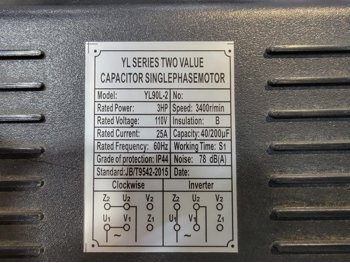 YL SERIES TWO VALUE
CAPACITOR SINGLEPHASEMOTOR
Model: YL90L-2 No:
Rated Power: 3HP Speed: 3400r/min
Rated Voltage: 110V Insulation: B
Rated Current: 25A Capacity: 40/200μF
Rated Frequency: 60Hz Working Time: S1
Grade of protection: IP44 Noise: 78 dB(A)
Standard:JB/T9542-2015 Date:
Clockwise Inverter
Z2 U2 V2 Z2 U2 V2
U1 V1 Z1 U1 V1 Z1
~ ~